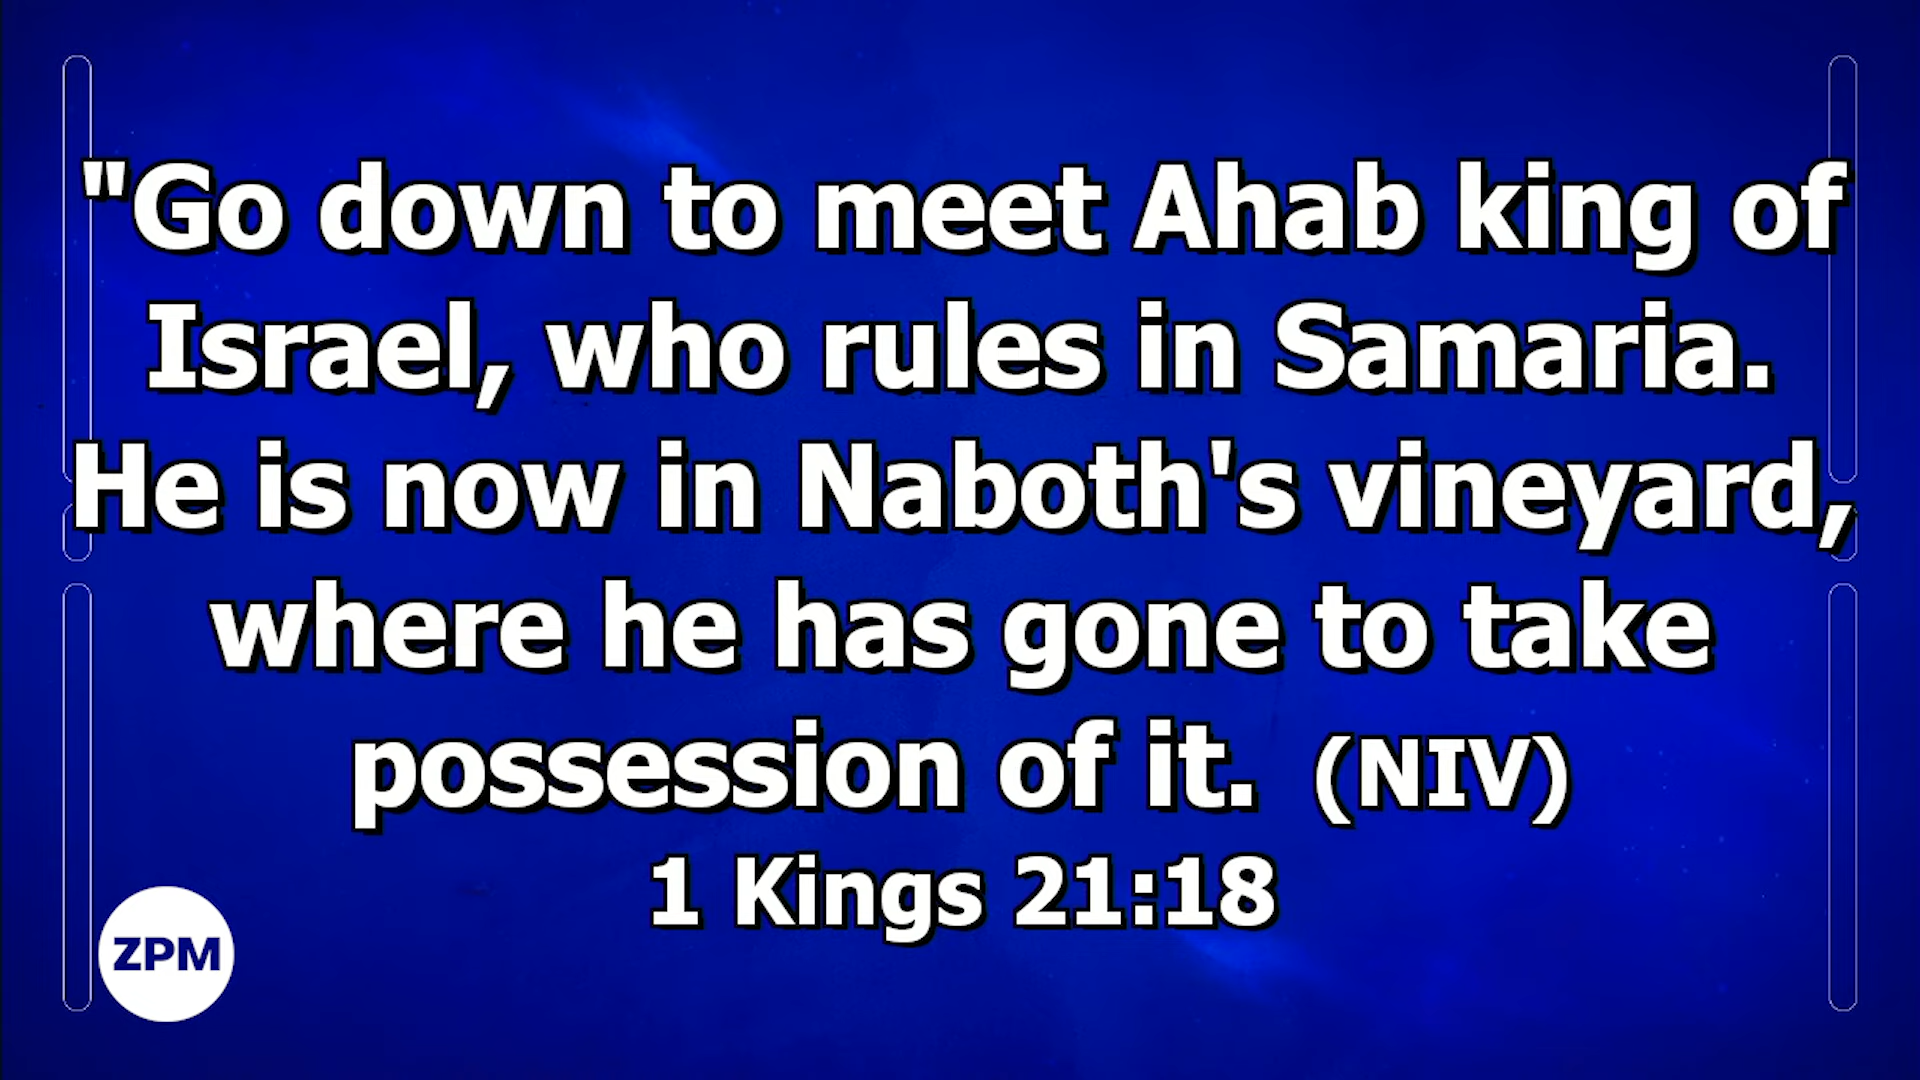 "Go down to meet Ahab king of
Israel, who rules in Samaria.
He is now in Naboth's vineyard,
where he has gone to take
possession of it. (NIV)
1 Kings 21:18
ZPM